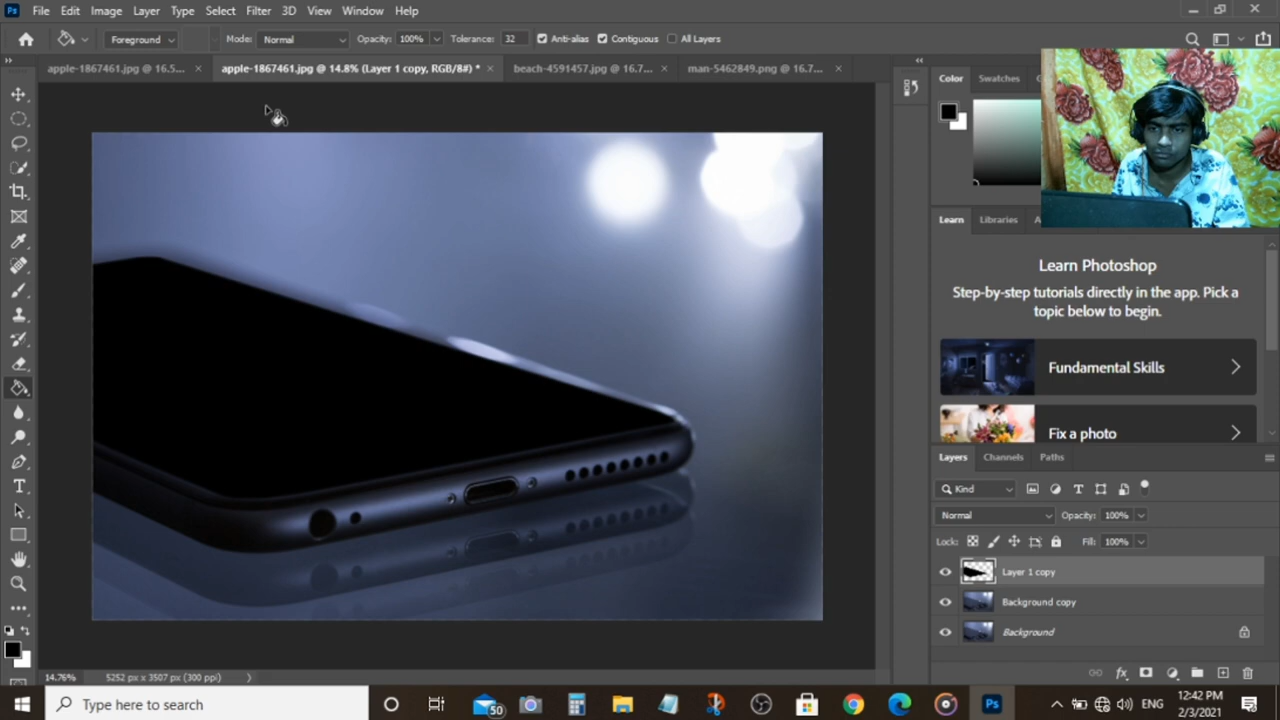 Ps File Edit Image Layer Type Select Filter 3D View Window Help
Foreground Mode: Normal Opacity: 100% Tolerance: 32 Anti-alias Contiguous All Layers
apple-1867461.jpg @ 16.5... × apple-1867461.jpg @ 14.8% (Layer 1 copy, RGB/8#) * × beach-4591457.jpg @ 16.7... × man-5462849.png @ 16.7... ×
Color Swatches
Learn Libraries A
Learn Photoshop
Step-by-step tutorials directly in the app. Pick a
topic below to begin.
Fundamental Skills
Fix a photo
Layers Channels Paths
Kind
Normal Opacity: 100%
Lock: Fill: 100%
Layer 1 copy
Background copy
Background
14.76% 5252 px x 3507 px (300 ppi)
Type here to search
50
Ps
ENG
12:42 PM
2/3/2021